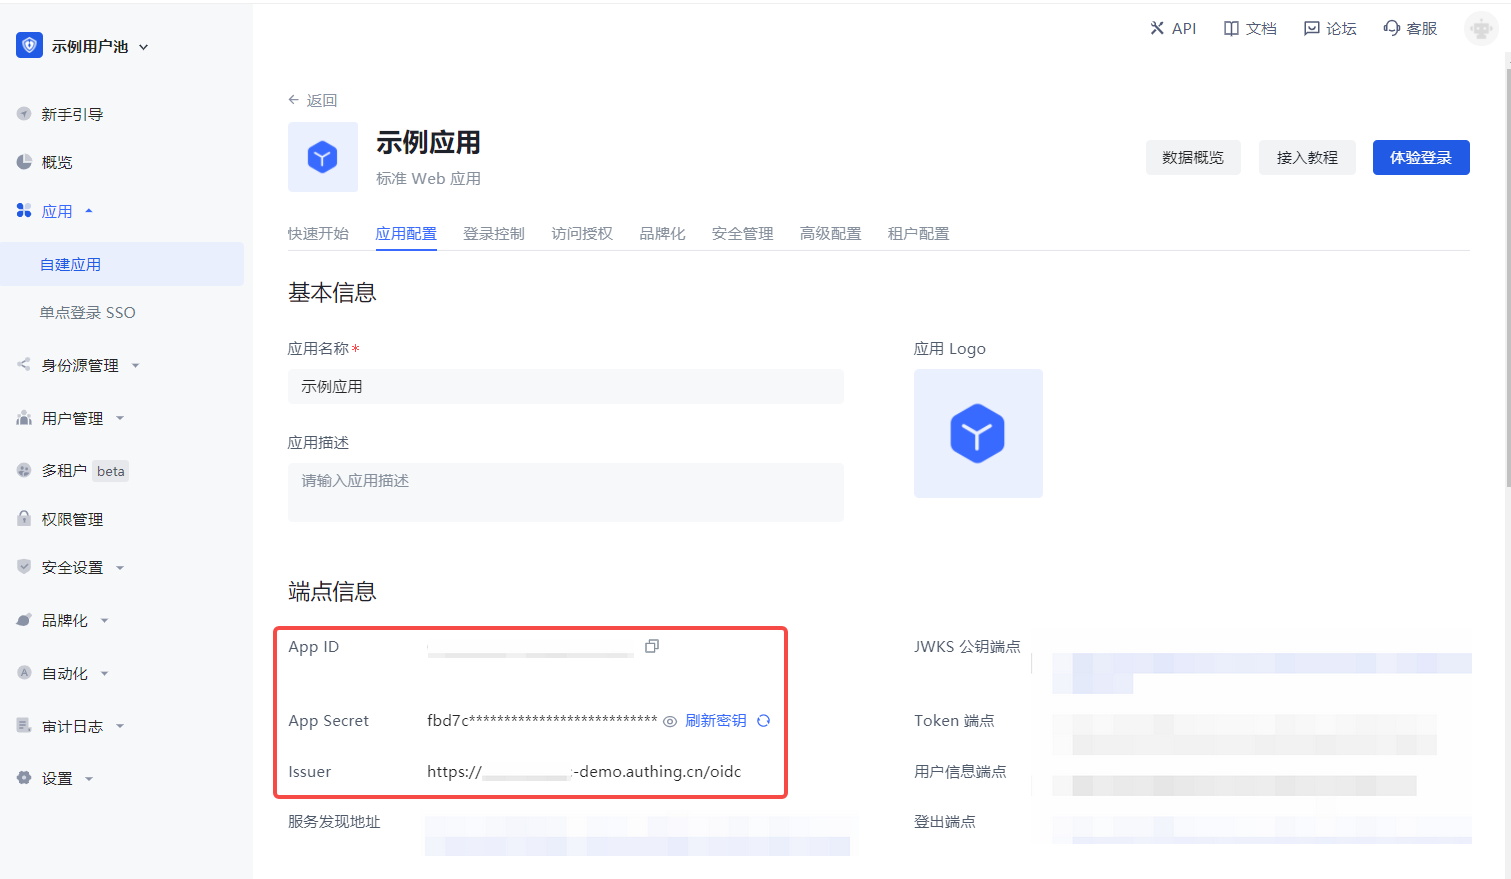 示例用户池
API
文档
论坛
客服
新手引导
概览
应用
自建应用
单点登录 SSO
身份源管理
用户管理
多租户 beta
权限管理
安全设置
品牌化
自动化
审计日志
设置
返回
示例应用
标准 Web 应用
数据概览
接入教程
体验登录
快速开始
应用配置
登录控制
访问授权
品牌化
安全管理
高级配置
租户配置
基本信息
应用名称*
示例应用
应用 Logo
应用描述
请输入应用描述
端点信息
App ID
JWKS 公钥端点
App Secret
fbd7c*************************** 刷新密钥
Token 端点
Issuer
https:// -demo.authing.cn/oidc
用户信息端点
服务发现地址
登出端点